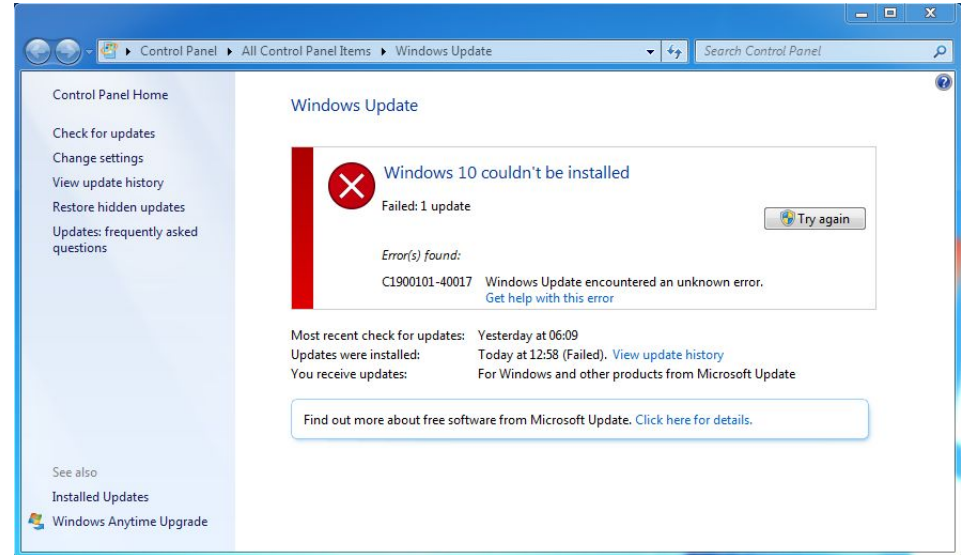 Control Panel ▸ All Control Panel Items ▸ Windows Update
Search Control Panel
Control Panel Home
Check for updates
Change settings
View update history
Restore hidden updates
Updates: frequently asked
questions
See also
Installed Updates
Windows Anytime Upgrade
Windows Update
Windows 10 couldn't be installed
Failed: 1 update
Try again
Error(s) found:
C1900101-40017 Windows Update encountered an unknown error.
Get help with this error
Most recent check for updates: Yesterday at 06:09
Updates were installed: Today at 12:58 (Failed). View update history
You receive updates: For Windows and other products from Microsoft Update
Find out more about free software from Microsoft Update. Click here for details.